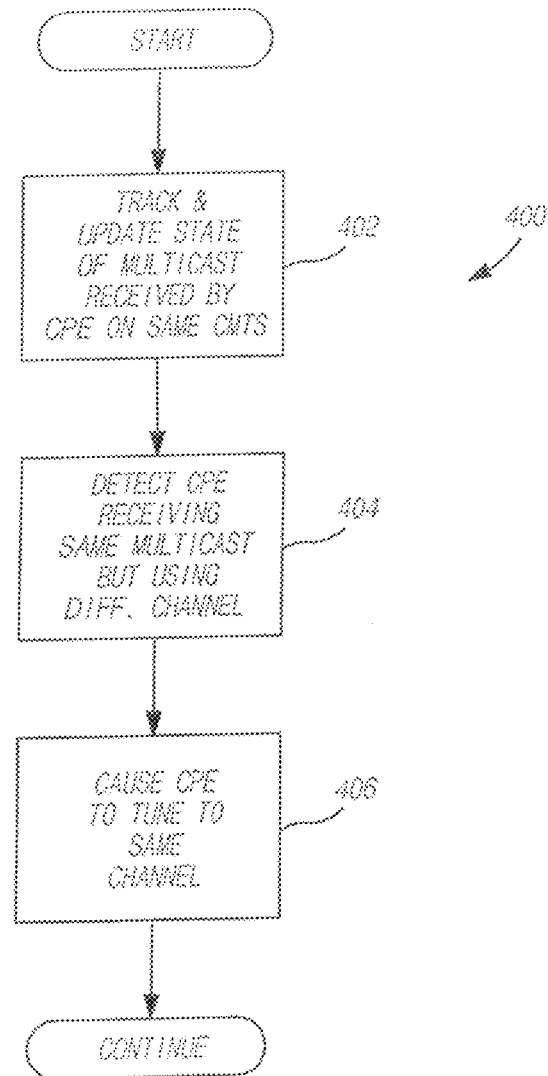 START
TRACK &
UPDATE STATE
OF MULTICAST
RECEIVED BY
CPE ON SAME CMTS
402
400
DETECT CPE
RECEIVING
SAME MULTICAST
BUT USING
DIFF. CHANNEL
404
CAUSE CPE
TO TUNE TO
SAME
CHANNEL
406
CONTINUE